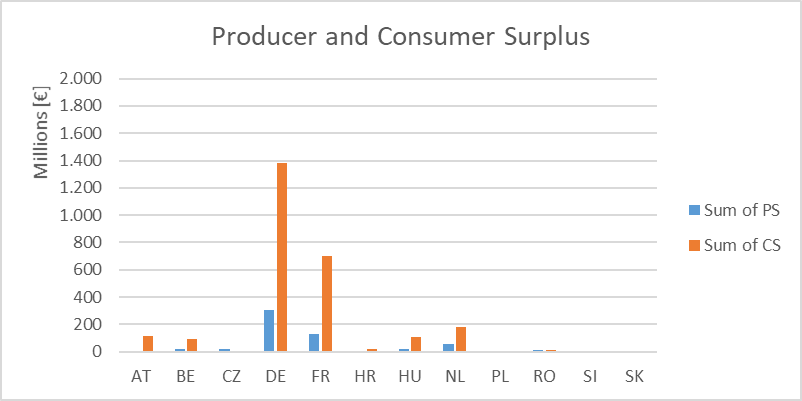 Producer and Consumer Surplus
Millions [€]
2.000
1.800
1.600
1.400
1.200
1.000
800
600
400
200
0
AT BE CZ DE FR HR HU NL PL RO SI SK
Sum of PS
Sum of CS